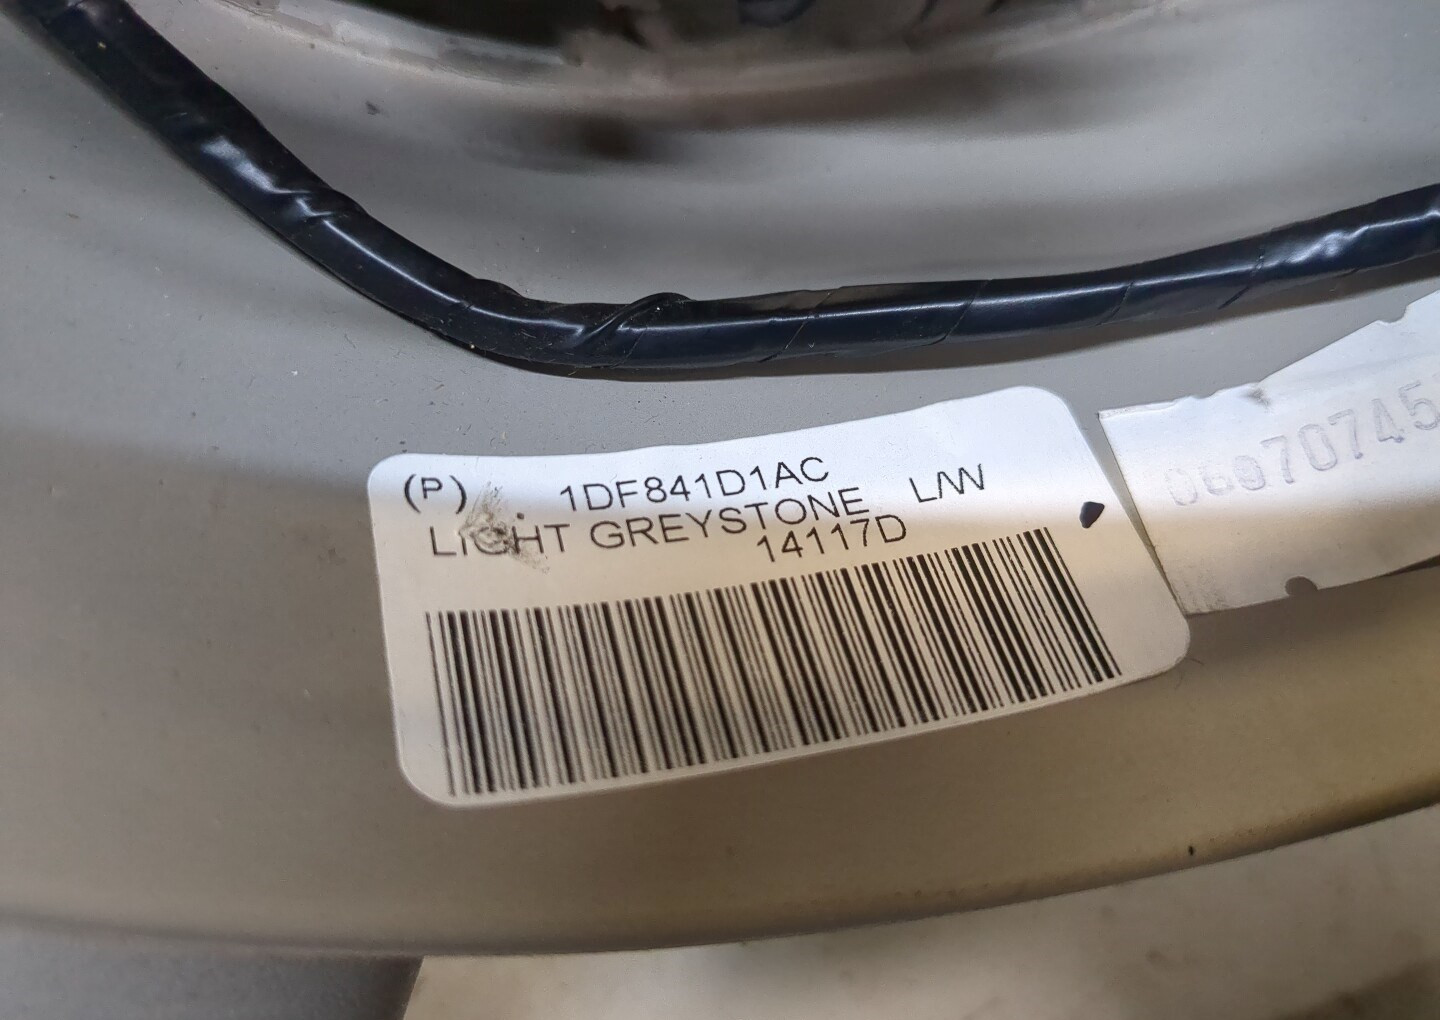 (P) 1DF841D1AC
LIGHT GREYSTONE L/W
14117D